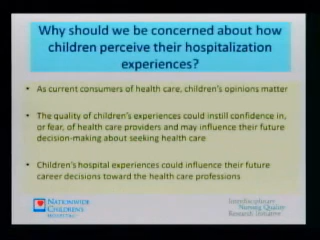 Why should we be concerned about how
children perceive their hospitalization
experiences?
• As current consumers of health care, children's opinions matter
• The quality of children's experiences could instill confidence in,
or fear, of health care providers and may influence their future
decision-making about seeking health care
• Children's hospital experiences could influence their future
career decisions toward the health care professions
NATIONWIDE
CHILDREN'S
Interdisciplinary
Nursing Quality
Research Initiative